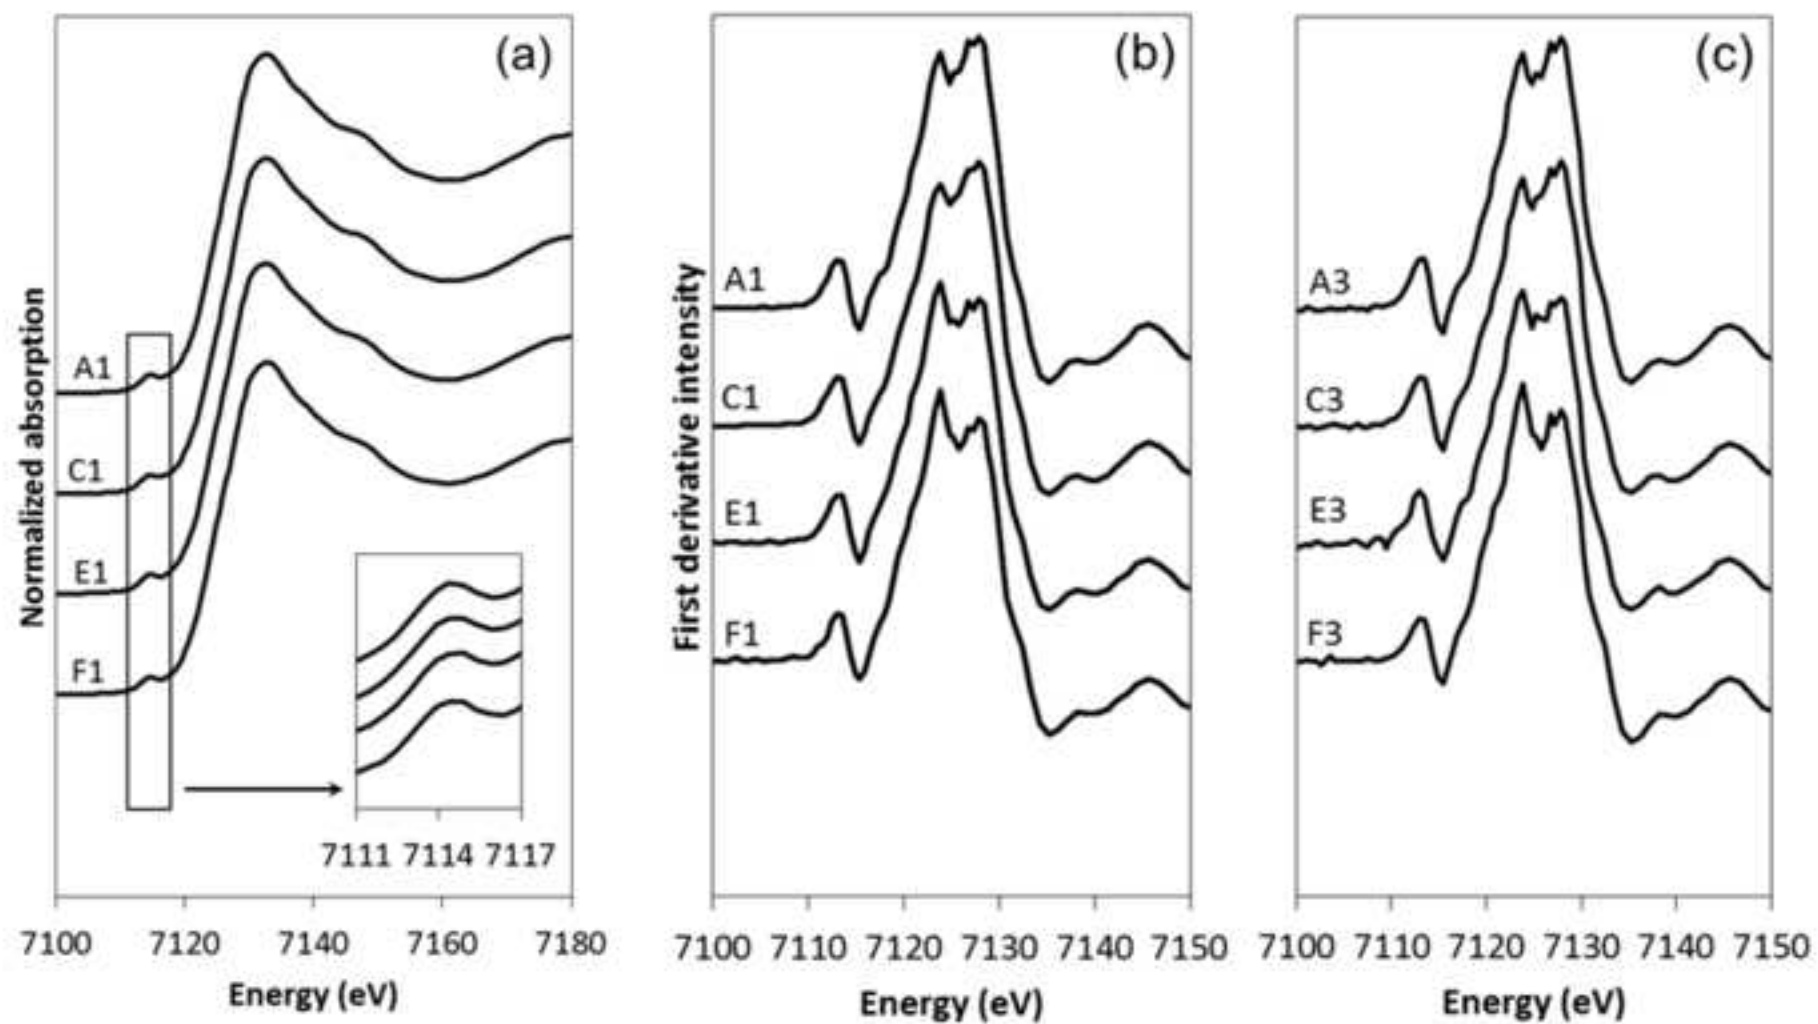 (a)
Normalized absorption
A1
C1
E1
F1
7111 7114 7117
7100 7120 7140 7160 7180
Energy (eV)
(b)
First derivative intensity
A1
C1
E1
F1
7100 7110 7120 7130 7140 7150
Energy (eV)
(c)
A3
C3
E3
F3
7100 7110 7120 7130 7140 7150
Energy (eV)